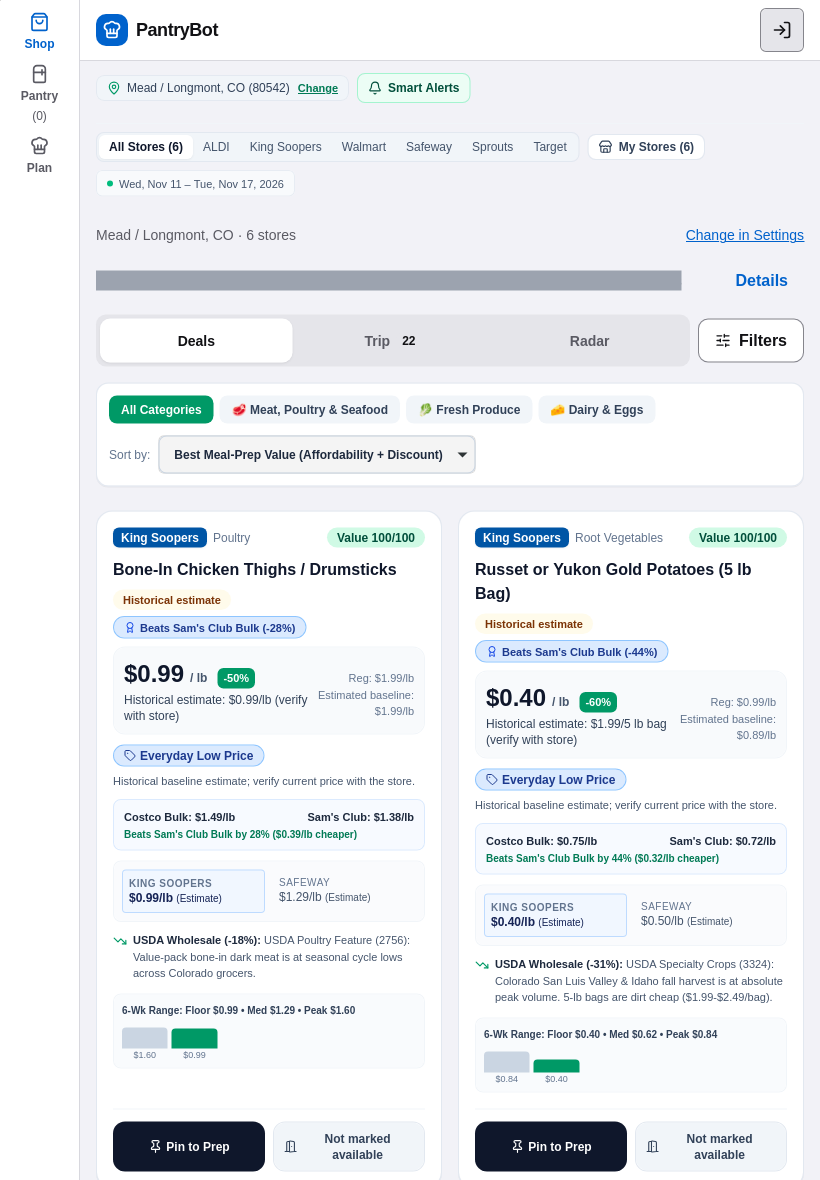 Shop
Pantry
(0)
Plan
PantryBot
Mead / Longmont, CO (80542) Change
Smart Alerts
All Stores (6) ALDI King Soopers Walmart Safeway Sprouts Target
My Stores (6)
Wed, Nov 11 – Tue, Nov 17, 2026
Mead / Longmont, CO · 6 stores
Change in Settings
Details
Deals Trip 22 Radar
Filters
All Categories 🥩 Meat, Poultry & Seafood 🥬 Fresh Produce 🧀 Dairy & Eggs
Sort by: Best Meal-Prep Value (Affordability + Discount)
King Soopers Poultry Value 100/100
Bone-In Chicken Thighs / Drumsticks
Historical estimate
Beats Sam's Club Bulk (-28%)
$0.99 / lb -50%
Historical estimate: $0.99/lb (verify
with store)
Reg: $1.99/lb
Estimated baseline:
$1.99/lb
Everyday Low Price
Historical baseline estimate; verify current price with the store.
Costco Bulk: $1.49/lb Sam's Club: $1.38/lb
Beats Sam's Club Bulk by 28% ($0.39/lb cheaper)
KING SOOPERS
$0.99/lb (Estimate)
SAFEWAY
$1.29/lb (Estimate)
USDA Wholesale (-18%): USDA Poultry Feature (2756):
Value-pack bone-in dark meat is at seasonal cycle lows
across Colorado grocers.
6-Wk Range: Floor $0.99 • Med $1.29 • Peak $1.60
$1.60 $0.99
Pin to Prep
Not marked
available
King Soopers Root Vegetables Value 100/100
Russet or Yukon Gold Potatoes (5 lb
Bag)
Historical estimate
Beats Sam's Club Bulk (-44%)
$0.40 / lb -60%
Historical estimate: $1.99/5 lb bag
(verify with store)
Reg: $0.99/lb
Estimated baseline:
$0.89/lb
Everyday Low Price
Historical baseline estimate; verify current price with the store.
Costco Bulk: $0.75/lb Sam's Club: $0.72/lb
Beats Sam's Club Bulk by 44% ($0.32/lb cheaper)
KING SOOPERS
$0.40/lb (Estimate)
SAFEWAY
$0.50/lb (Estimate)
USDA Wholesale (-31%): USDA Specialty Crops (3324):
Colorado San Luis Valley & Idaho fall harvest is at absolute
peak volume. 5-lb bags are dirt cheap ($1.99-$2.49/bag).
6-Wk Range: Floor $0.40 • Med $0.62 • Peak $0.84
$0.84 $0.40
Pin to Prep
Not marked
available